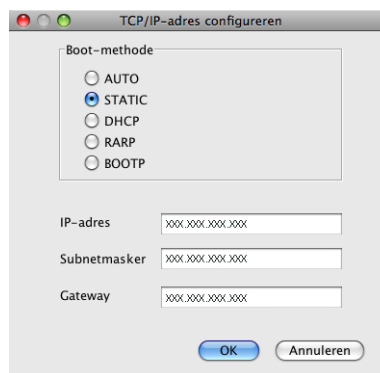 TCP/IP-adres configureren
Boot-methode
AUTO
STATIC
DHCP
RARP
BOOTP
IP-adres XXX.XXX.XXX.XXX
Subnetmasker XXX.XXX.XXX.XXX
Gateway XXX.XXX.XXX.XXX
OK Annuleren